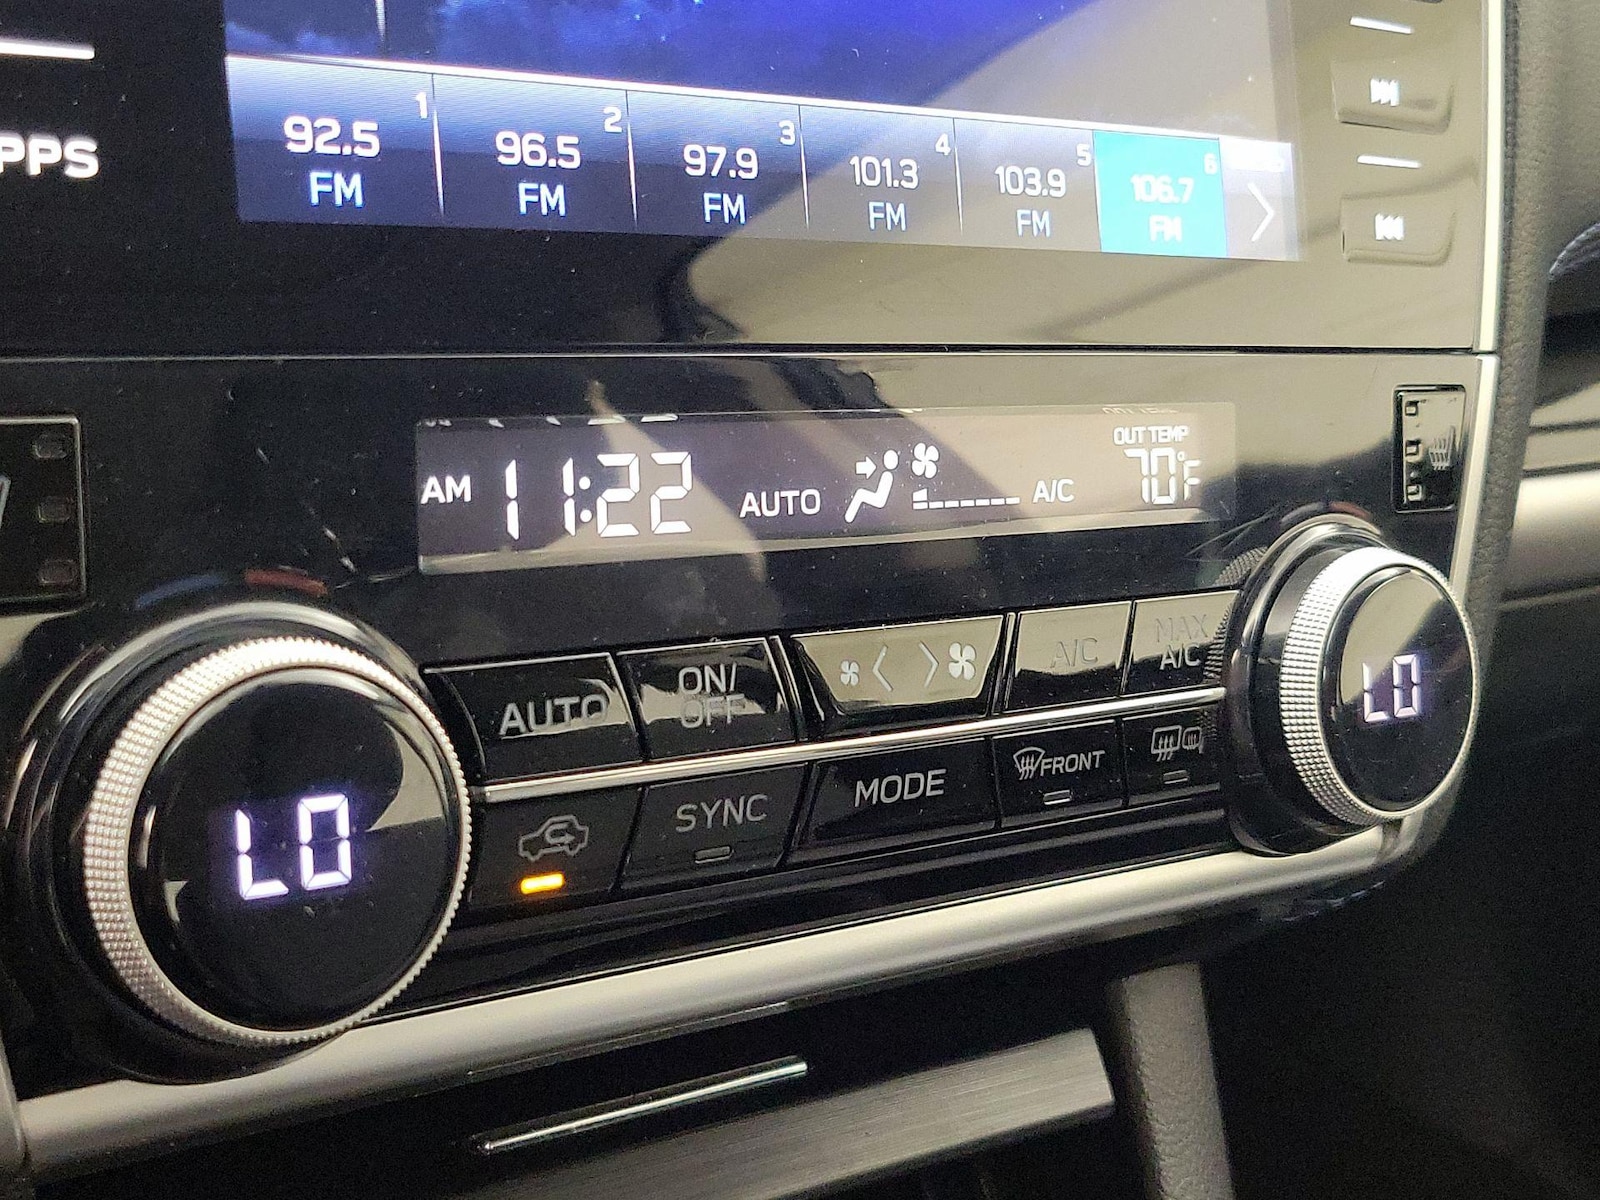 PPS
1 2 3 4 5 6
92.5 96.5 97.9 101.3 103.9 106.7
FM FM FM FM FM FM
OUT TEMP
AM 11:22 AUTO A/C 70°F
AUTO
ON/
OFF
A/C
MAX
A/C
LO
LO
SYNC
MODE
FRONT